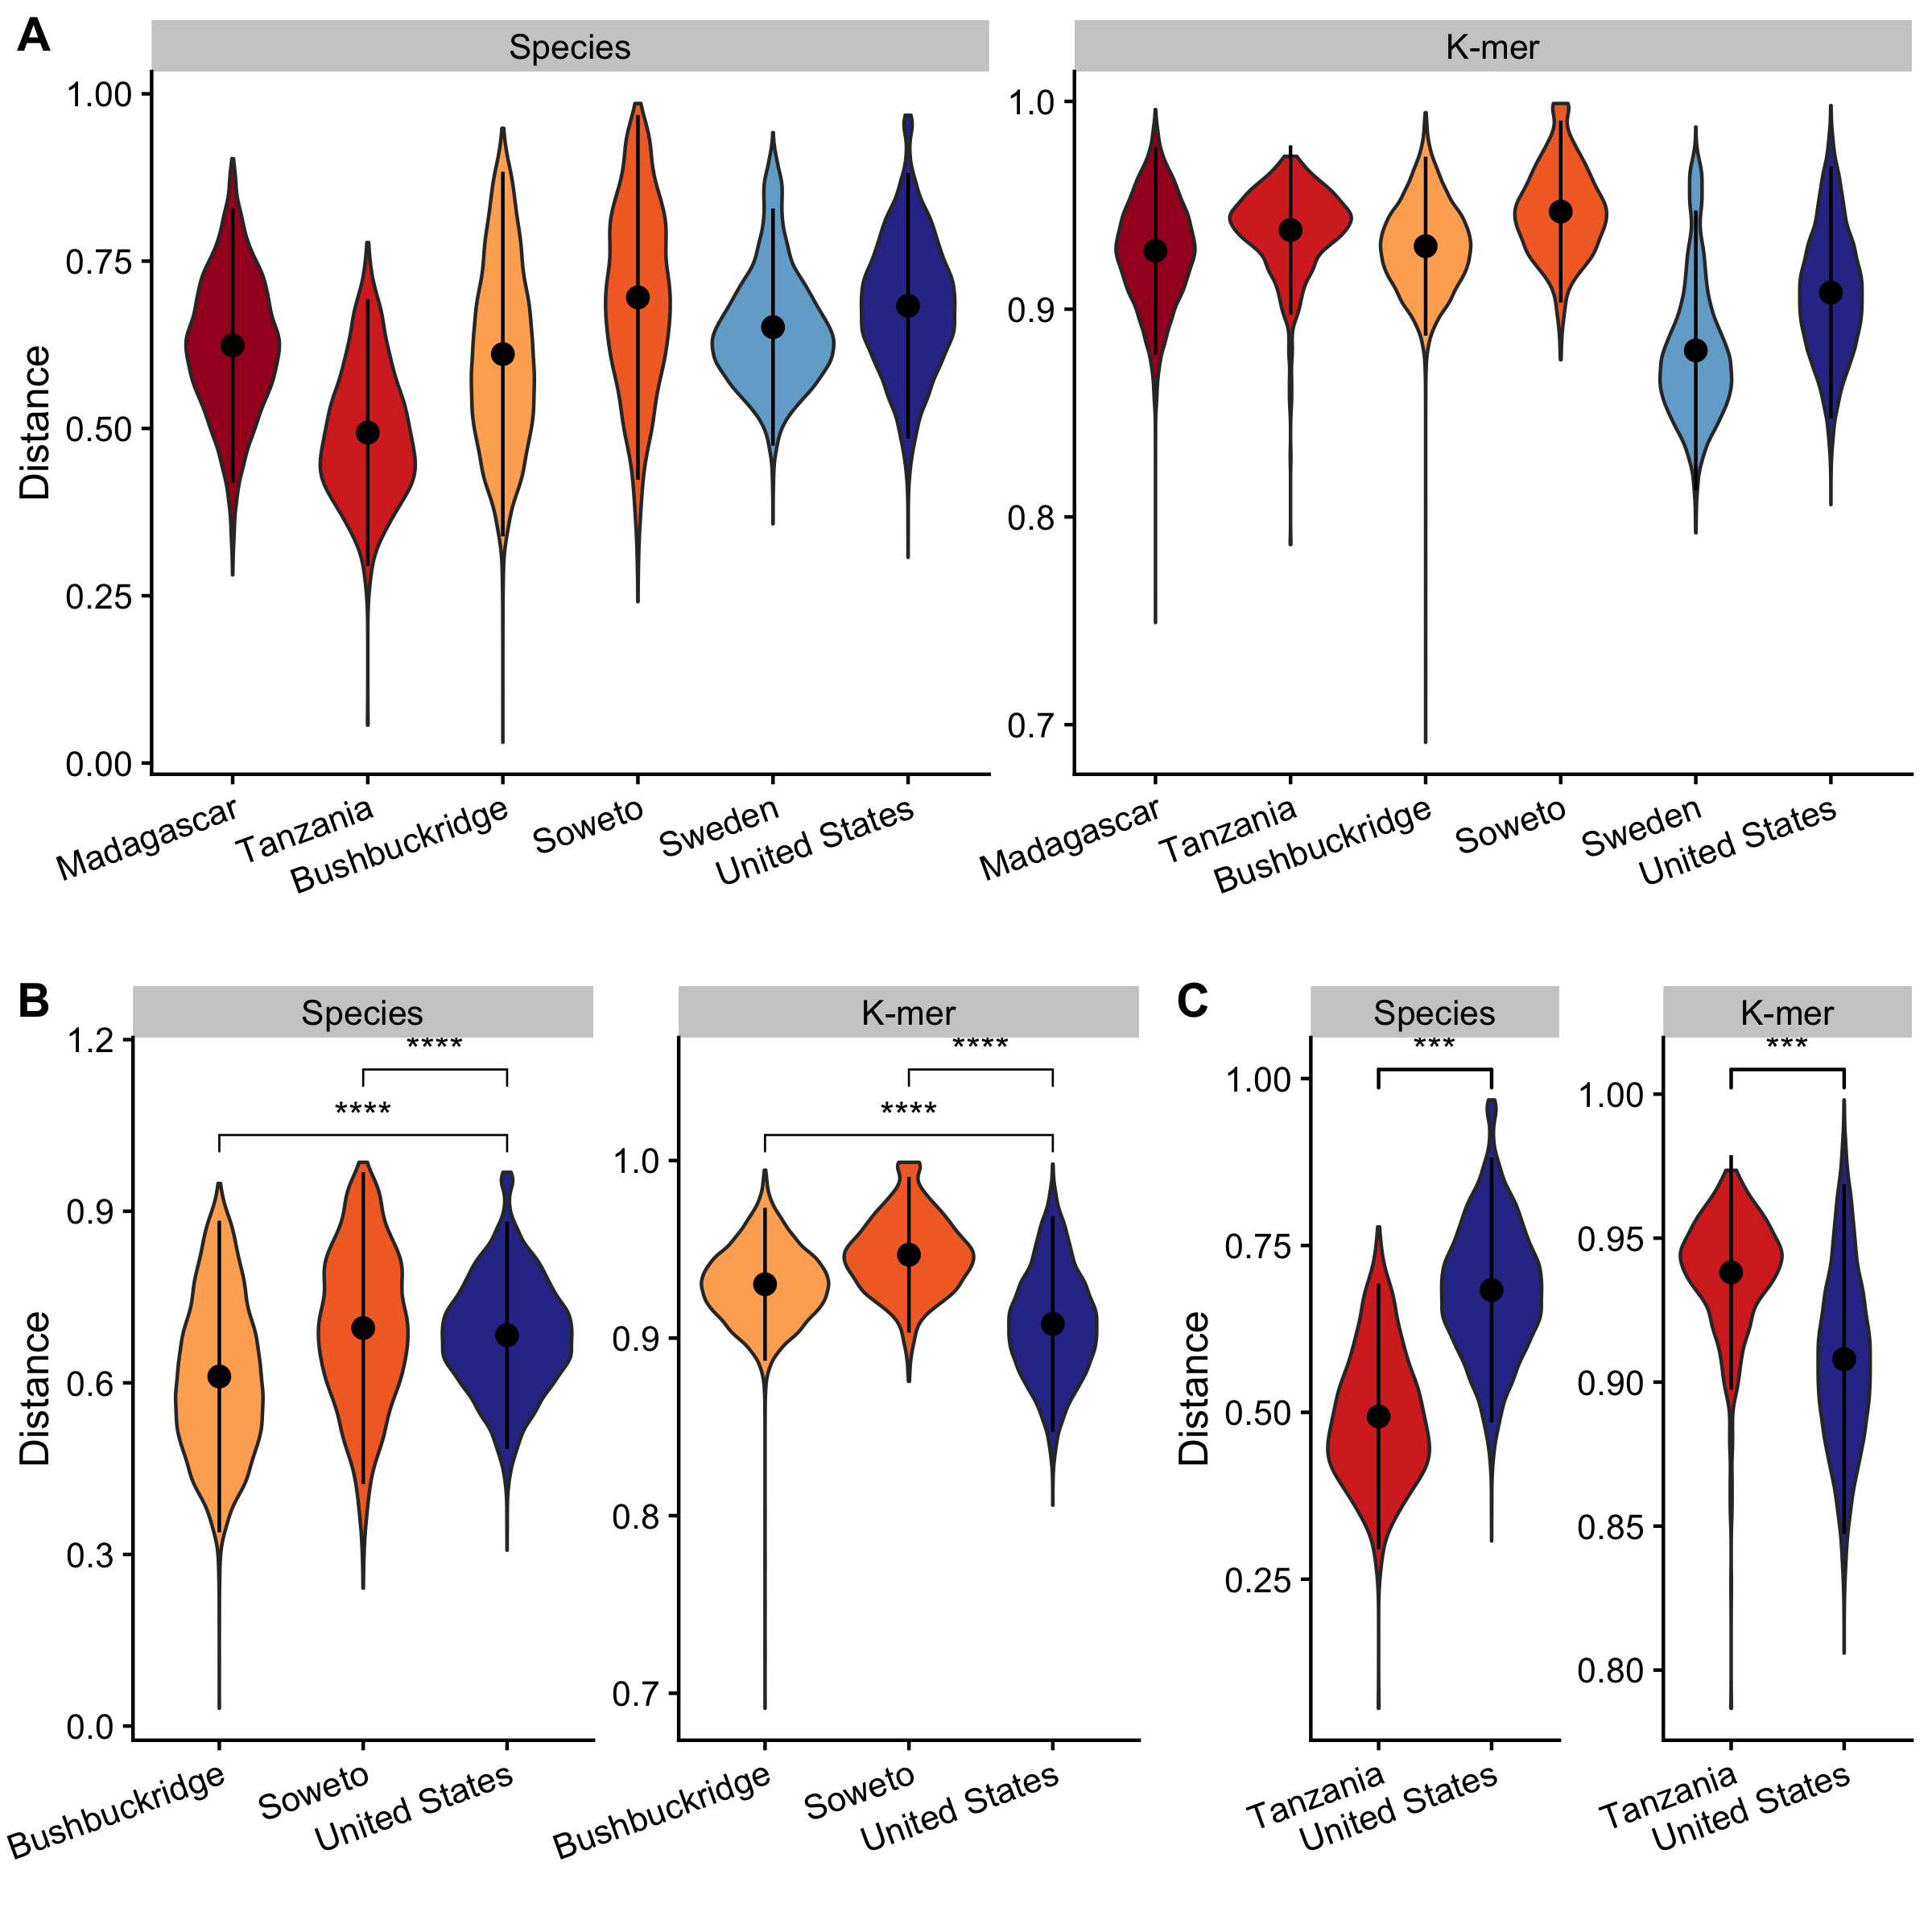 A
Species
K-mer
Distance
1.00
0.75
0.50
0.25
0.00
1.0
0.9
0.8
0.7
Madagascar
Tanzania
Bushbuckridge
Soweto
Sweden
United States
Madagascar
Tanzania
Bushbuckridge
Soweto
Sweden
United States
B
Species
K-mer
Distance
1.2
0.9
0.6
0.3
0.0
****
****
1.0
0.9
0.8
0.7
****
****
Bushbuckridge
Soweto
United States
Bushbuckridge
Soweto
United States
C
Species
K-mer
Distance
1.00
0.75
0.50
0.25
***
1.00
0.95
0.90
0.85
0.80
***
Tanzania
United States
Tanzania
United States